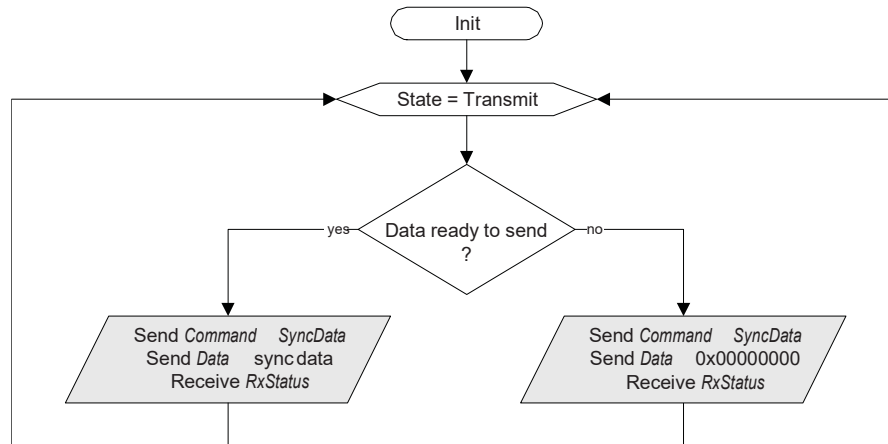 Init
State = Transmit
Data ready to send
?
yes
no
Send Command SyncData
Send Data sync data
Receive RxStatus
Send Command SyncData
Send Data 0x00000000
Receive RxStatus